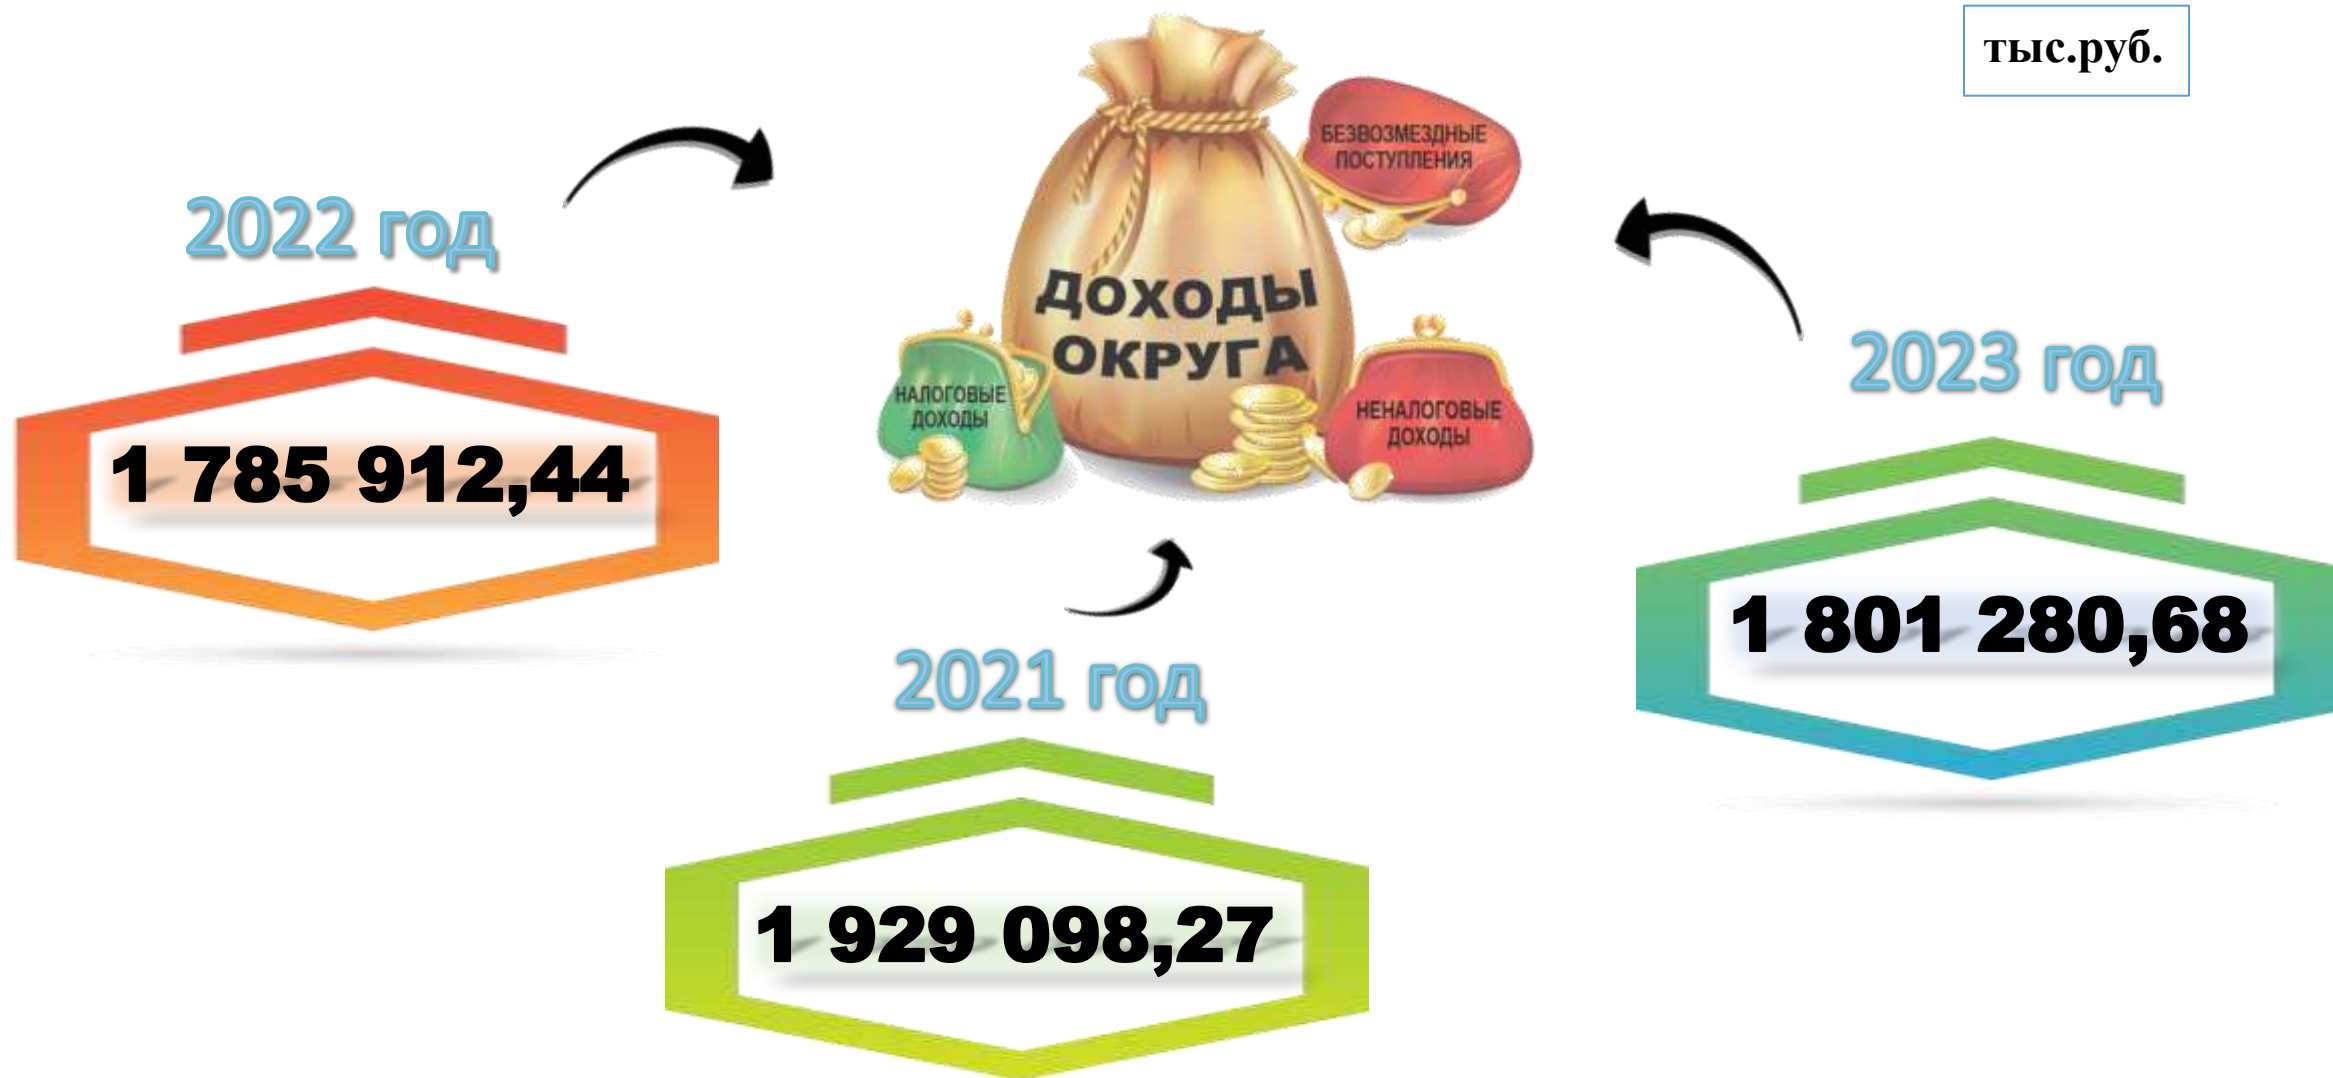 тыс.руб.
БЕЗВОЗМЕЗДНЫЕ
ПОСТУПЛЕНИЯ
ДОХОДЫ
ОКРУГА
НАЛОГОВЫЕ
ДОХОДЫ
НЕНАЛОГОВЫЕ
ДОХОДЫ
2022 год
1 785 912,44
2023 год
1 801 280,68
2021 год
1 929 098,27